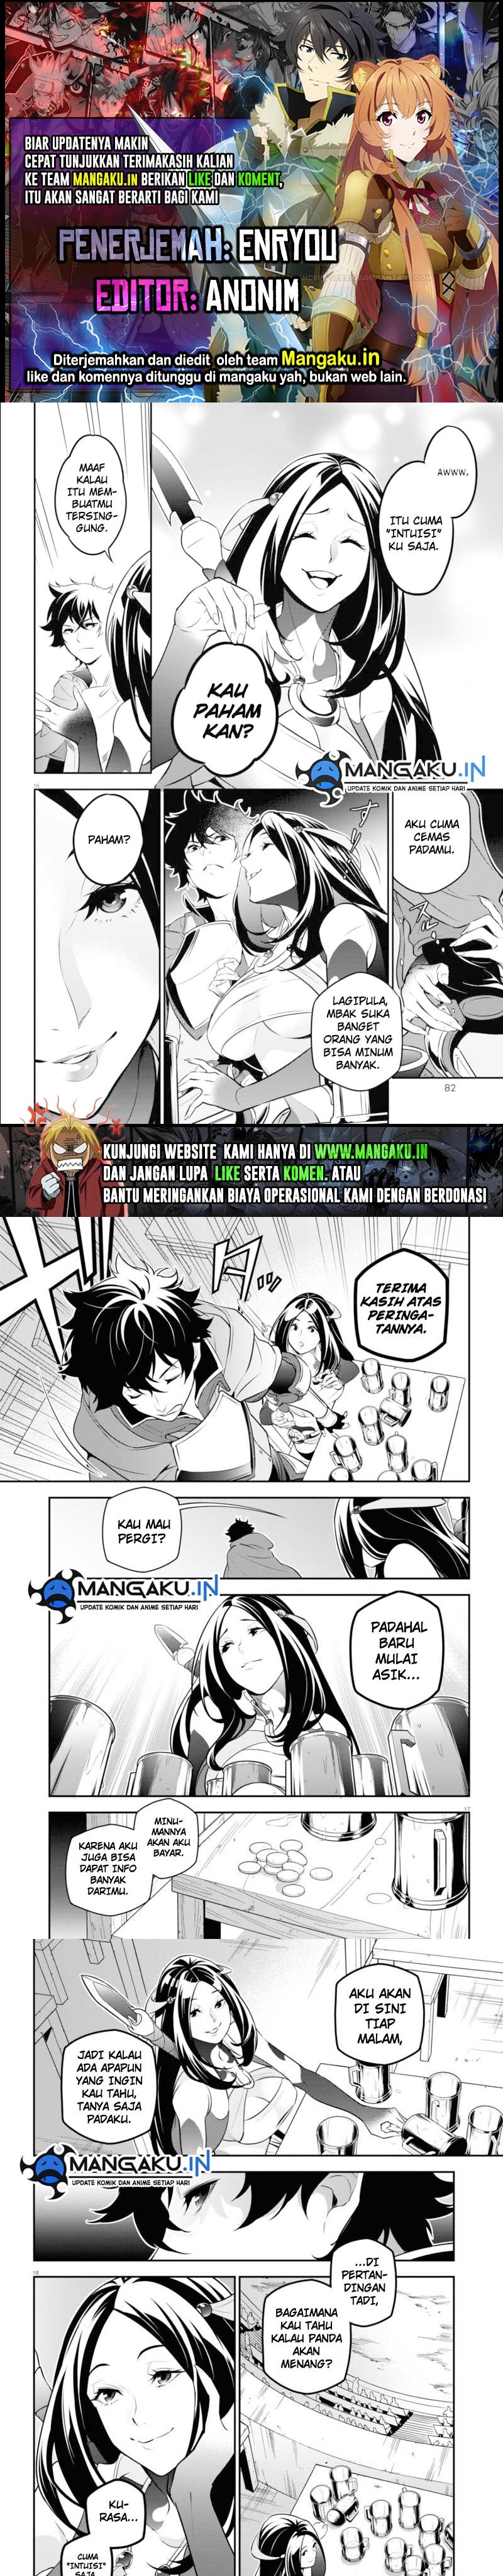 BIAR UPDATENYA MAKIN
CEPAT TUNJUKKAN TERIMAKASIH KALIAN
KE TEAM MANGAKU.IN BERIKAN LIKE DAN KOMENT,
ITU AKAN SANGAT BERARTI BAGI KAMI
PENERJEMAH: ENRYOU
EDITOR: ANONIM
Diterjemahkan dan diedit oleh team Mangaku.in
like dan komennya ditunggu di mangaku yah, bukan web lain.
AWWW,
ITU CUMA
"INTUISI"
KU SAJA.
KAU
PAHAM
KAN?
MAAF
KALAU
ITU MEM-
BUATMU
TERSING-
GUNG.
MANGAKU.IN
UPDATE KOMIK DAN ANIME SETIAP HARI
16
AKU CUMA
CEMAS
PADAMU.
LAGIPULA,
MBAK SUKA
BANGET
ORANG YANG
BISA MINUM
BANYAK.
PAHAM?
82
KUNJUNGI WEBSITE KAMI HANYA DI WWW.MANGAKU.IN
DAN JANGAN LUPA LIKE SERTA KOMEN. ATAU
BANTU MERINGANKAN BIAYA OPERASIONAL KAMI DENGAN BERDONASI
TERIMA
KASIH ATAS
PERINGA-
TANNYA.
KAU MAU
PERGI?
MANGAKU.IN
UPDATE KOMIK DAN ANIME SETIAP HARI
PADAHAL
BARU
MULAI
ASIK...
17
MINU-
MANNYA
AKAN AKU
BAYAR.
KARENA AKU
JUGA BISA
DAPAT INFO
BANYAK
DARIMU.
AKU AKAN
DI SINI
TIAP
MALAM,
JADI KALAU
ADA APAPUN
YANG INGIN
KAU TAHU,
TANYA SAJA
PADAKU.
MANGAKU.IN
UPDATE KOMIK DAN ANIME SETIAP HARI
18
...DI
PERTAN-
DINGAN
TADI,
BAGAIMANA
KAU TAHU
KALAU PANDA
AKAN
MENANG?
KU-
RASA...
CUMA
"INTUISI"
SAJA